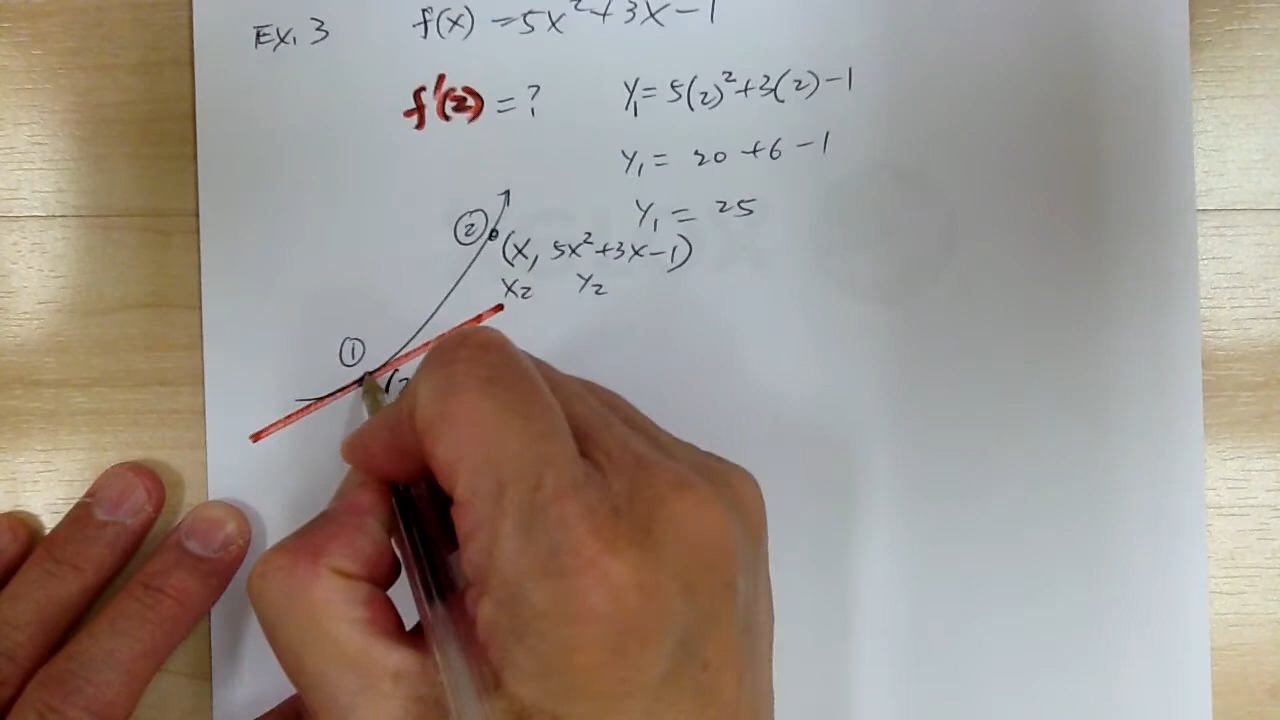 Ex. 3 f(x) = 5x² + 3x - 1
f'(2) = ? y₁ = 5(2)² + 3(2) - 1
y₁ = 20 + 6 - 1
y₁ = 25
② (x, 5x² + 3x - 1)
x₂ y₂
①